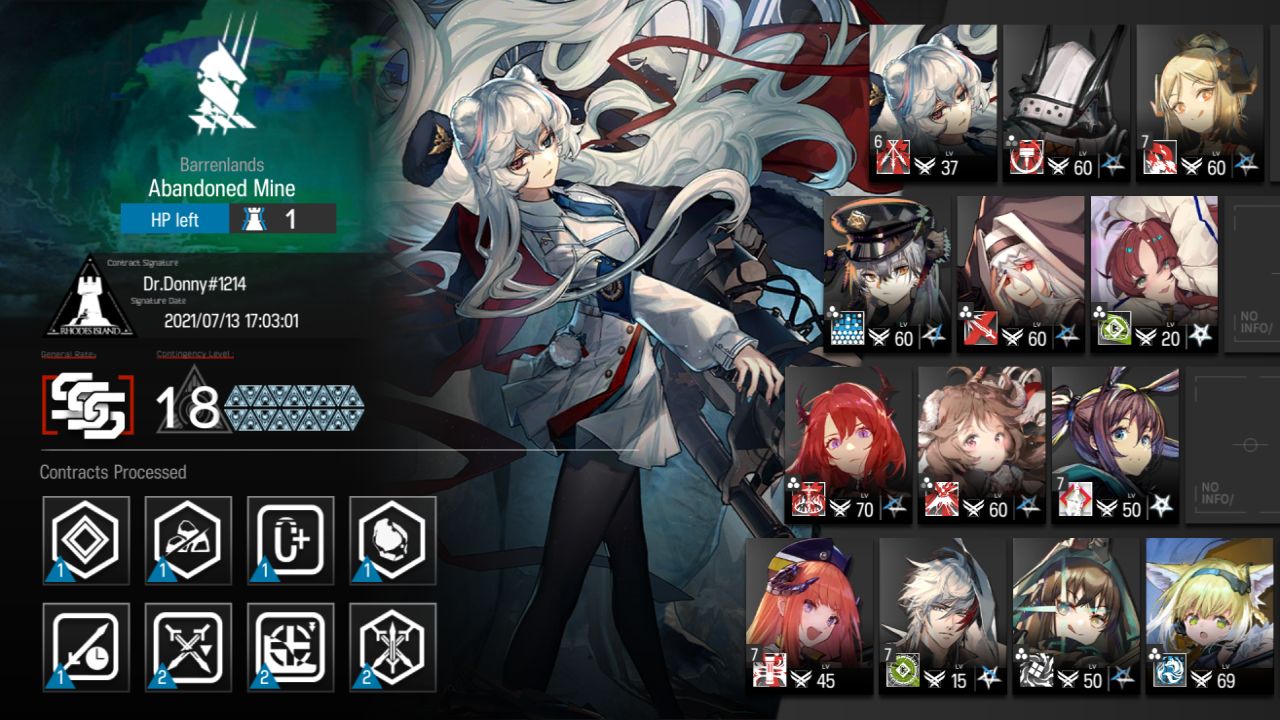 Barrenlands
Abandoned Mine
HP left 1
Contract Signature
Dr.Donny#1214
Signature Date
2021/07/13 17:03:01
RHODES ISLAND
General Rate:
Contingency Level :
SSS
18
Contracts Processed
1 1 1 1
1 2 2 2
6 LV 37
LV 60
7 LV 60
LV 60
LV 60
LV 20
NO INFO/
LV 70
LV 60
7 LV 50
NO INFO/
7 LV 45
7 LV 15
LV 50
LV 69